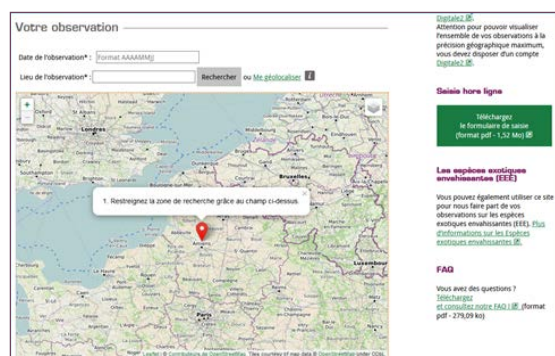 Votre observation
Date de l'observation* :
Format AAAAMMJJ
Lieu de l'observation* :
Rechercher
ou Me géolocaliser
i
+
Londres
Bruxelles
1. Restreignez la zone de recherche grâce au champ ci-dessus.
×
Amiens
Luxembourg
Paris
Leaflet | © Contributeurs de OpenStreetMap, Tiles courtesy of map data © OpenStreetMap under ODbL
Digitale2
Attention pour pouvoir visualiser
l'ensemble de vos observations à la
précision géographique maximum,
vous devez disposer d'un compte
Digitale2
Saisie hors ligne
Téléchargez
le formulaire de saisie
(format pdf - 1,52 Mo)
Les espèces exotiques
envahissantes (EEE)
Vous pouvez également utiliser ce site
pour nous faire part de vos
observations sur les espèces
exotiques envahissantes (EEE). Plus
d'informations sur les Espèces
exotiques envahissantes
FAQ
Vous avez des questions ?
Téléchargez
et consultez notre FAQ ! (format
pdf - 279,09 ko)